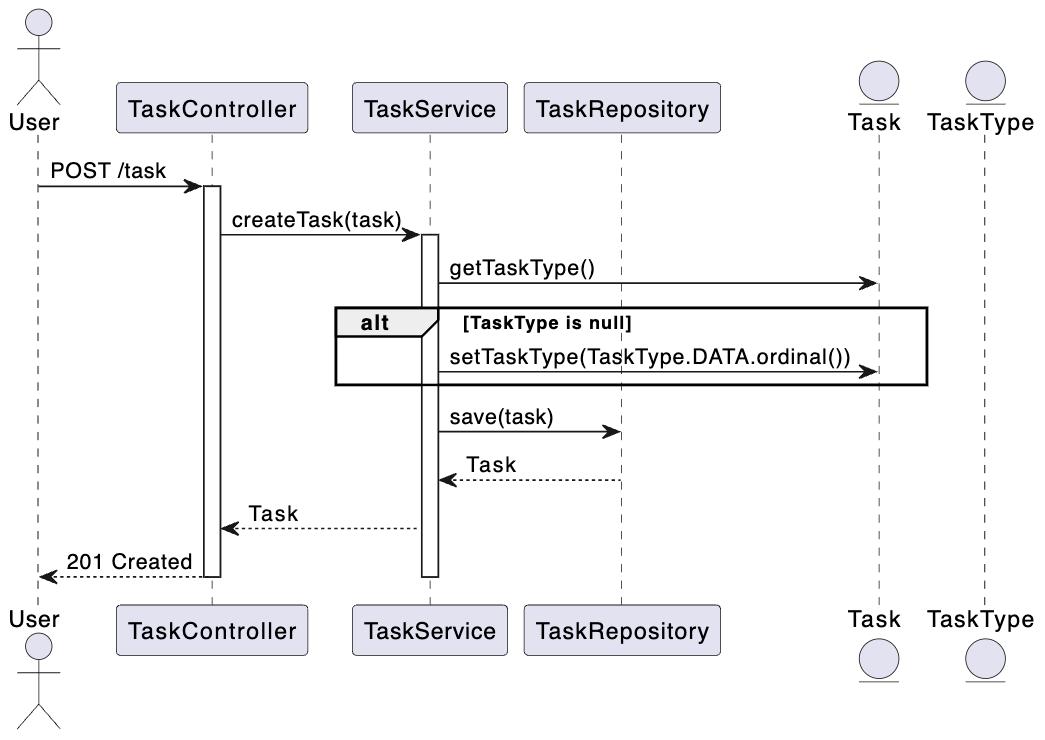 User
TaskController
TaskService
TaskRepository
Task
TaskType
POST /task
createTask(task)
getTaskType()
alt
[TaskType is null]
setTaskType(TaskType.DATA.ordinal())
save(task)
Task
Task
201 Created
User
TaskController
TaskService
TaskRepository
Task
TaskType